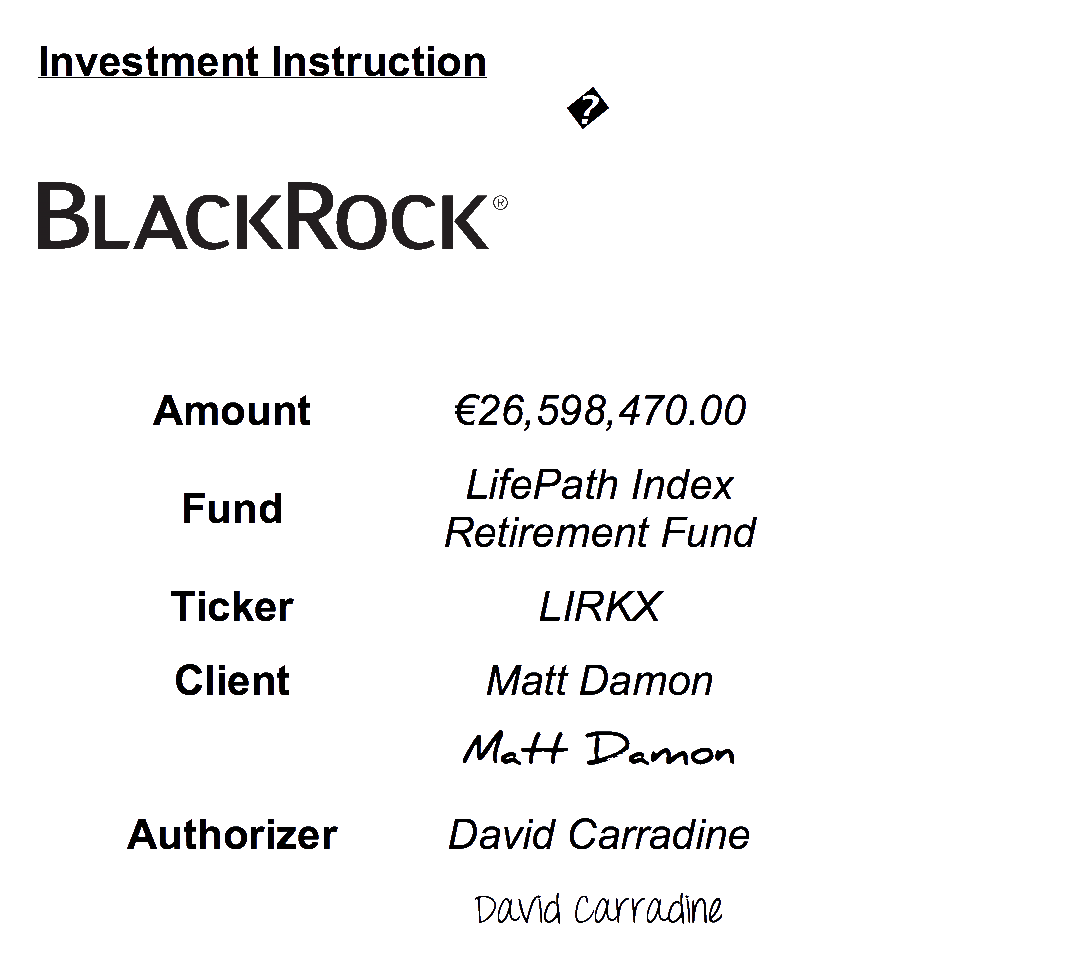 Investment Instruction
�
BLACKROCK®
Amount €26,598,470.00
Fund LifePath Index
Retirement Fund
Ticker LIRKX
Client Matt Damon
Matt Damon
Authorizer David Carradine
David Carradine